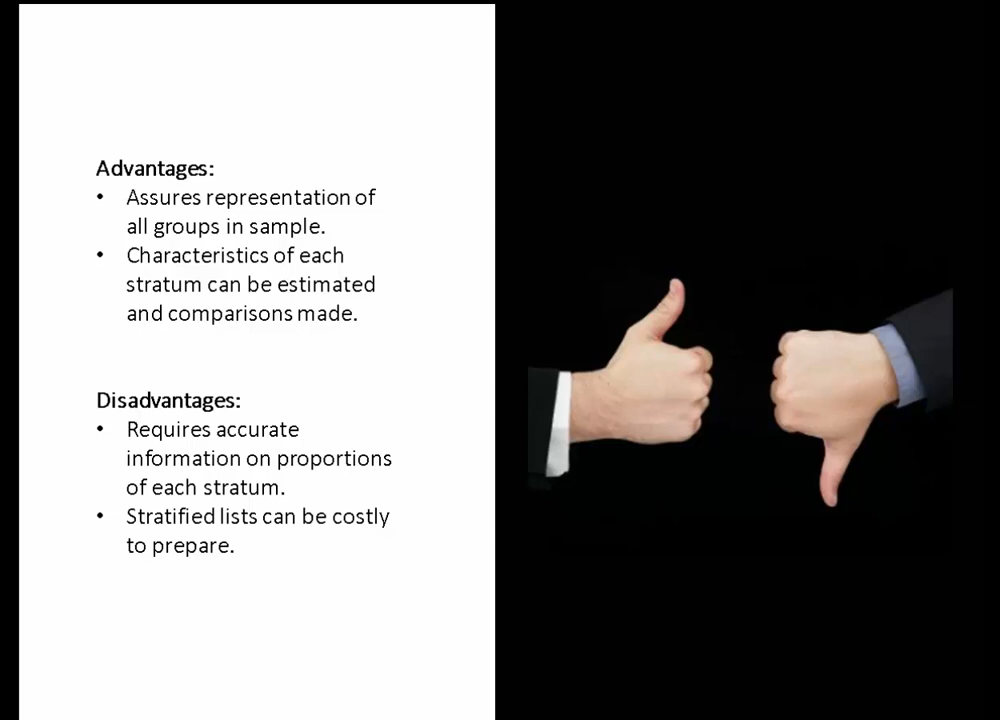 Advantages:
• Assures representation of
all groups in sample.
• Characteristics of each
stratum can be estimated
and comparisons made.
Disadvantages:
• Requires accurate
information on proportions
of each stratum.
• Stratified lists can be costly
to prepare.